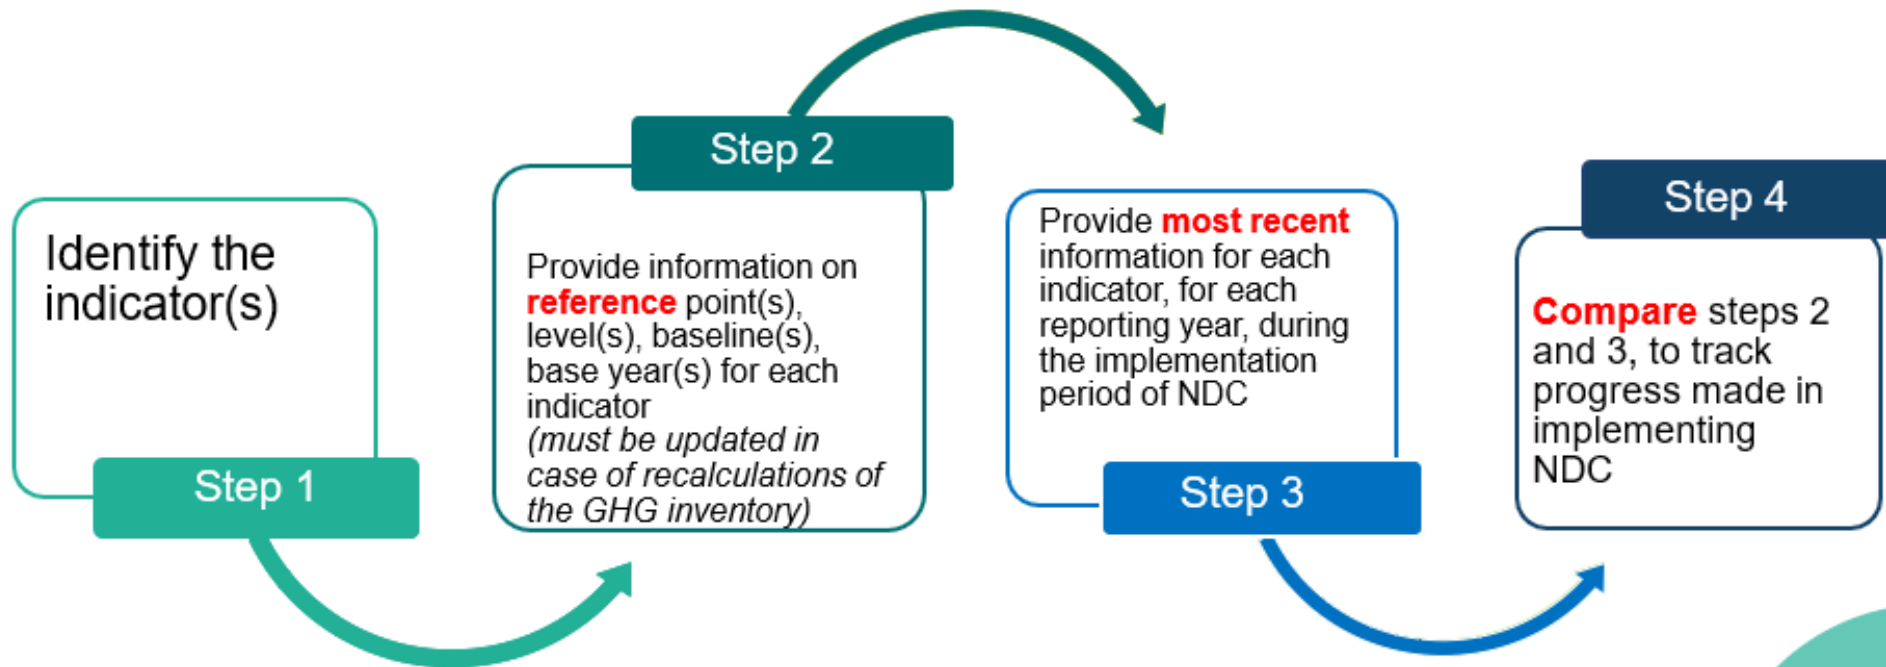 Identify the
indicator(s)
Step 1
Step 2
Provide information on
reference point(s),
level(s), baseline(s),
base year(s) for each
indicator
(must be updated in
case of recalculations of
the GHG inventory)
Provide most recent
information for each
indicator, for each
reporting year, during
the implementation
period of NDC
Step 3
Step 4
Compare steps 2
and 3, to track
progress made in
implementing
NDC